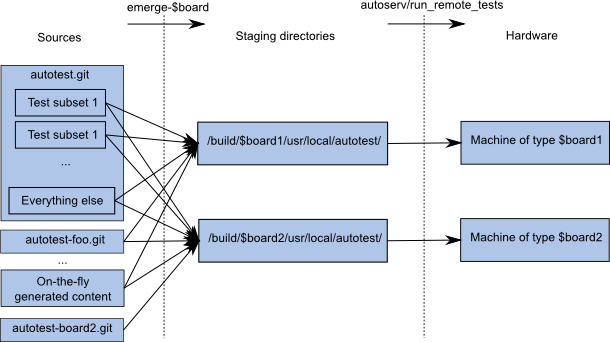 emerge-$board
autoserv/run_remote_tests
Sources
Staging directories
Hardware
autotest.git
Test subset 1
Test subset 1
...
Everything else
autotest-foo.git
...
On-the-fly
generated content
autotest-board2.git
/build/$board1/usr/local/autotest/
/build/$board2/usr/local/autotest/
Machine of type $board1
Machine of type $board2